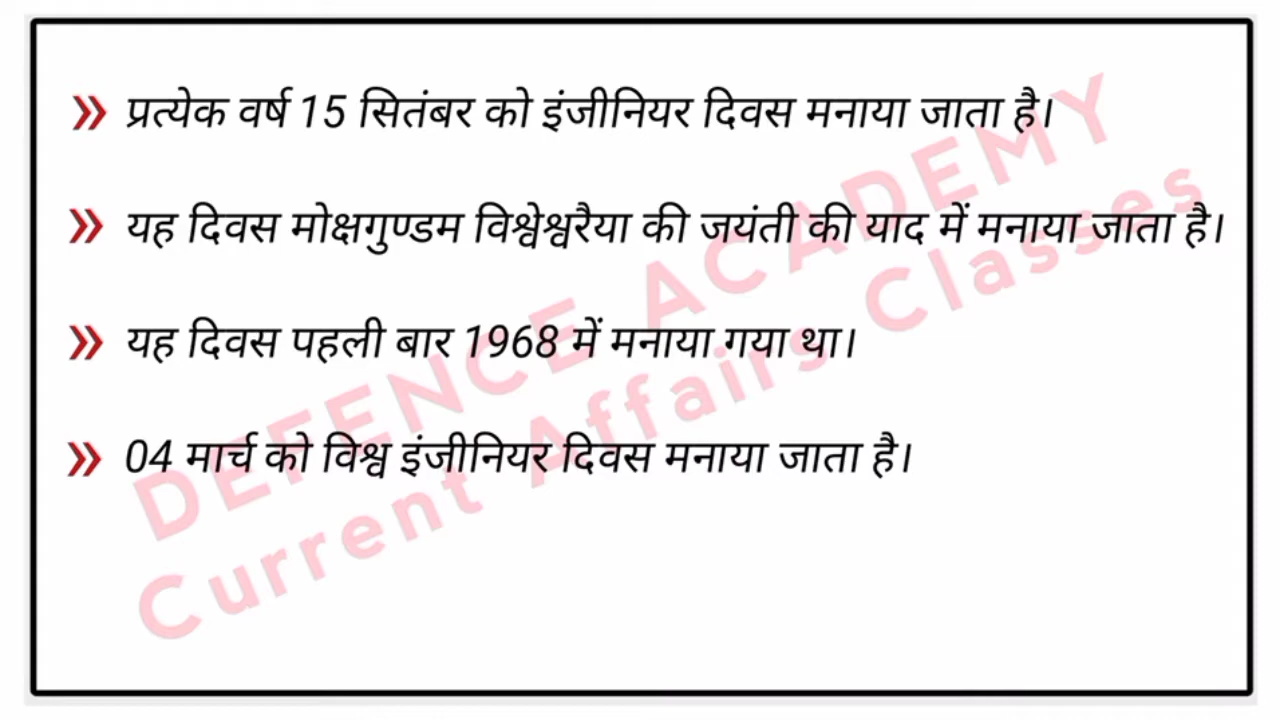 » प्रत्येक वर्ष 15 सितंबर को इंजीनियर दिवस मनाया जाता है।
» यह दिवस मोक्षगुण्डम विश्वेश्वरैया की जयंती की याद में मनाया जाता है।
» यह दिवस पहली बार 1968 में मनाया गया था।
» 04 मार्च को विश्व इंजीनियर दिवस मनाया जाता है।
DEFENCE ACADEMY
Current Affairs Classes